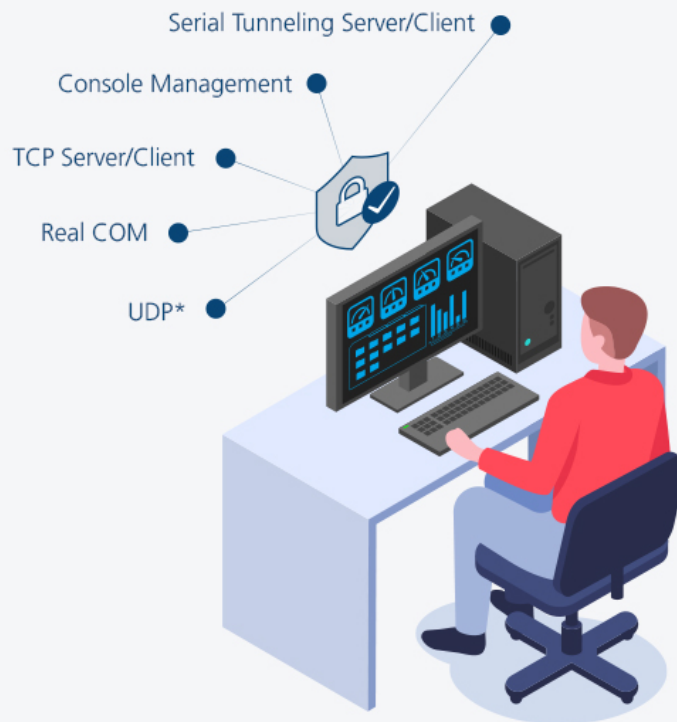 Serial Tunneling Server/Client
Console Management
TCP Server/Client
Real COM
UDP*